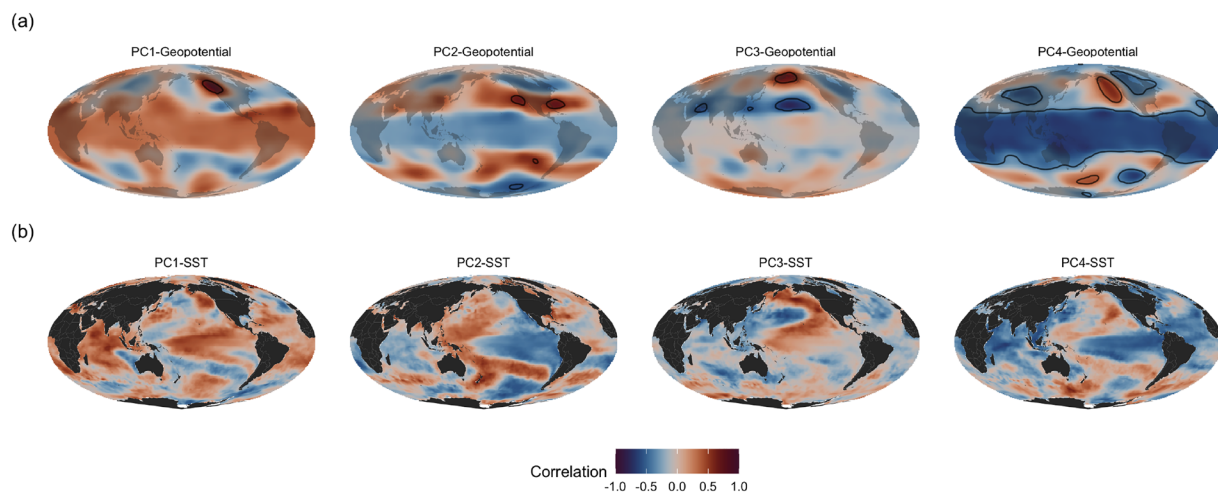 (a)
PC1-Geopotential
PC2-Geopotential
PC3-Geopotential
PC4-Geopotential
(b)
PC1-SST
PC2-SST
PC3-SST
PC4-SST
Correlation
-1.0 -0.5 0.0 0.5 1.0